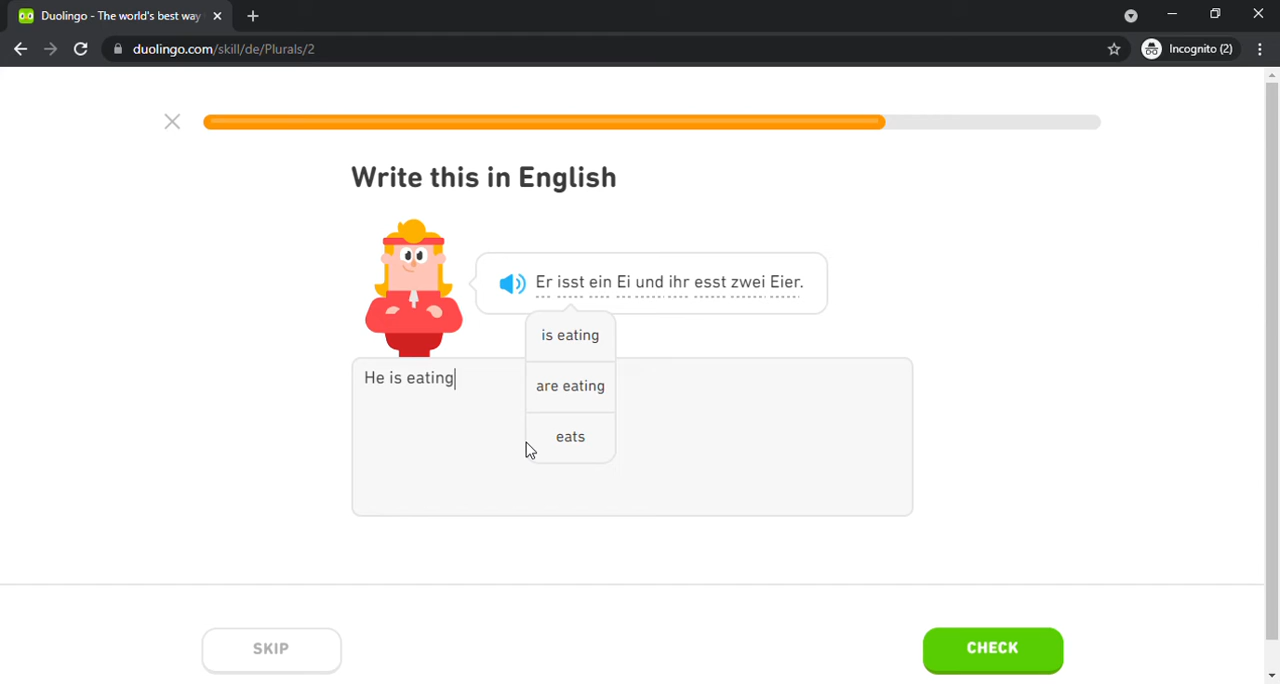 Duolingo - The world's best way
duolingo.com/skill/de/Plurals/2
Incognito (2)
Write this in English
Er isst ein Ei und ihr esst zwei Eier.
is eating
are eating
eats
He is eating
SKIP
CHECK